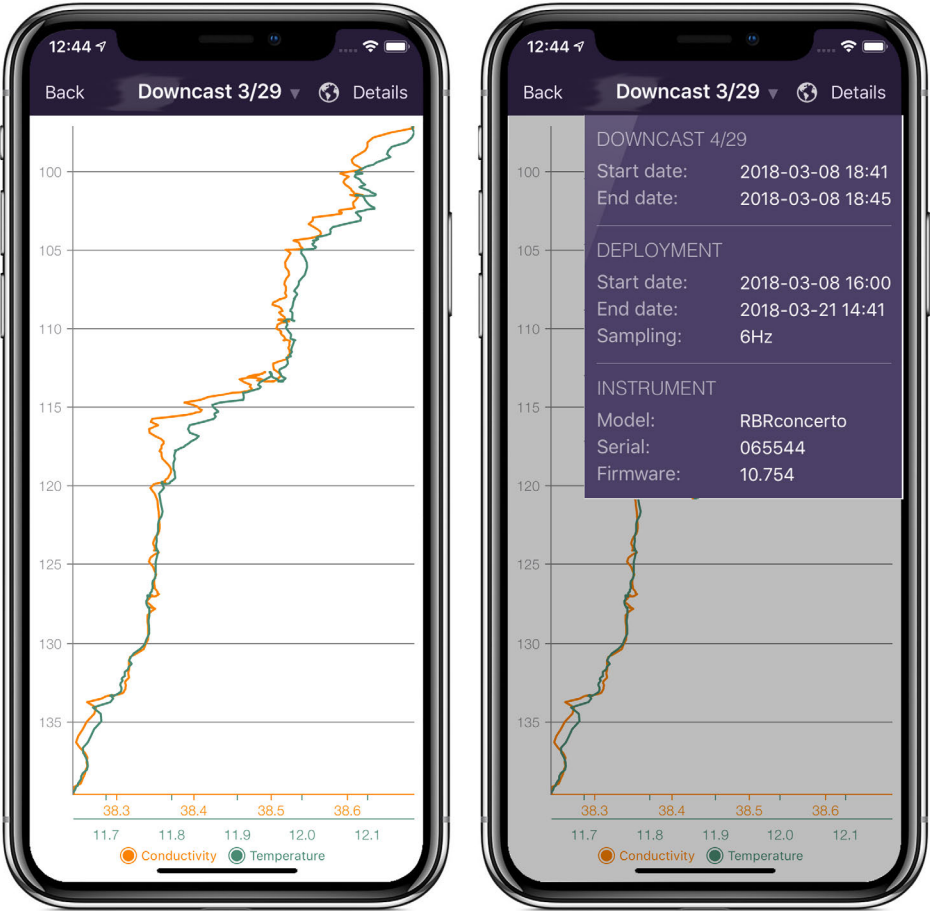 12:44
Back Downcast 3/29 ▼ Details
100
105
110
115
120
125
130
135
38.3 38.4 38.5 38.6
11.7 11.8 11.9 12.0 12.1
Conductivity Temperature
12:44
Back Downcast 3/29 ▼ Details
DOWNCAST 4/29
Start date: 2018-03-08 18:41
End date: 2018-03-08 18:45
DEPLOYMENT
Start date: 2018-03-08 16:00
End date: 2018-03-21 14:41
Sampling: 6Hz
INSTRUMENT
Model: RBRconcerto
Serial: 065544
Firmware: 10.754
100
105
110
115
120
125
130
135
38.3 38.4 38.5 38.6
11.7 11.8 11.9 12.0 12.1
Conductivity Temperature